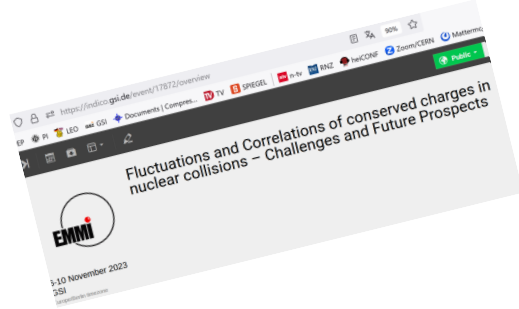 90%
https://indico.gsi.de/event/17872/overview
EP PI LEO GSI Documents | Compres... TV SPIEGEL n-tv RNZ heiCONF Zoom/CERN Mattermo
Public
Fluctuations and Correlations of conserved charges in
nuclear collisions – Challenges and Future Prospects
EMMI
-10 November 2023
GSI